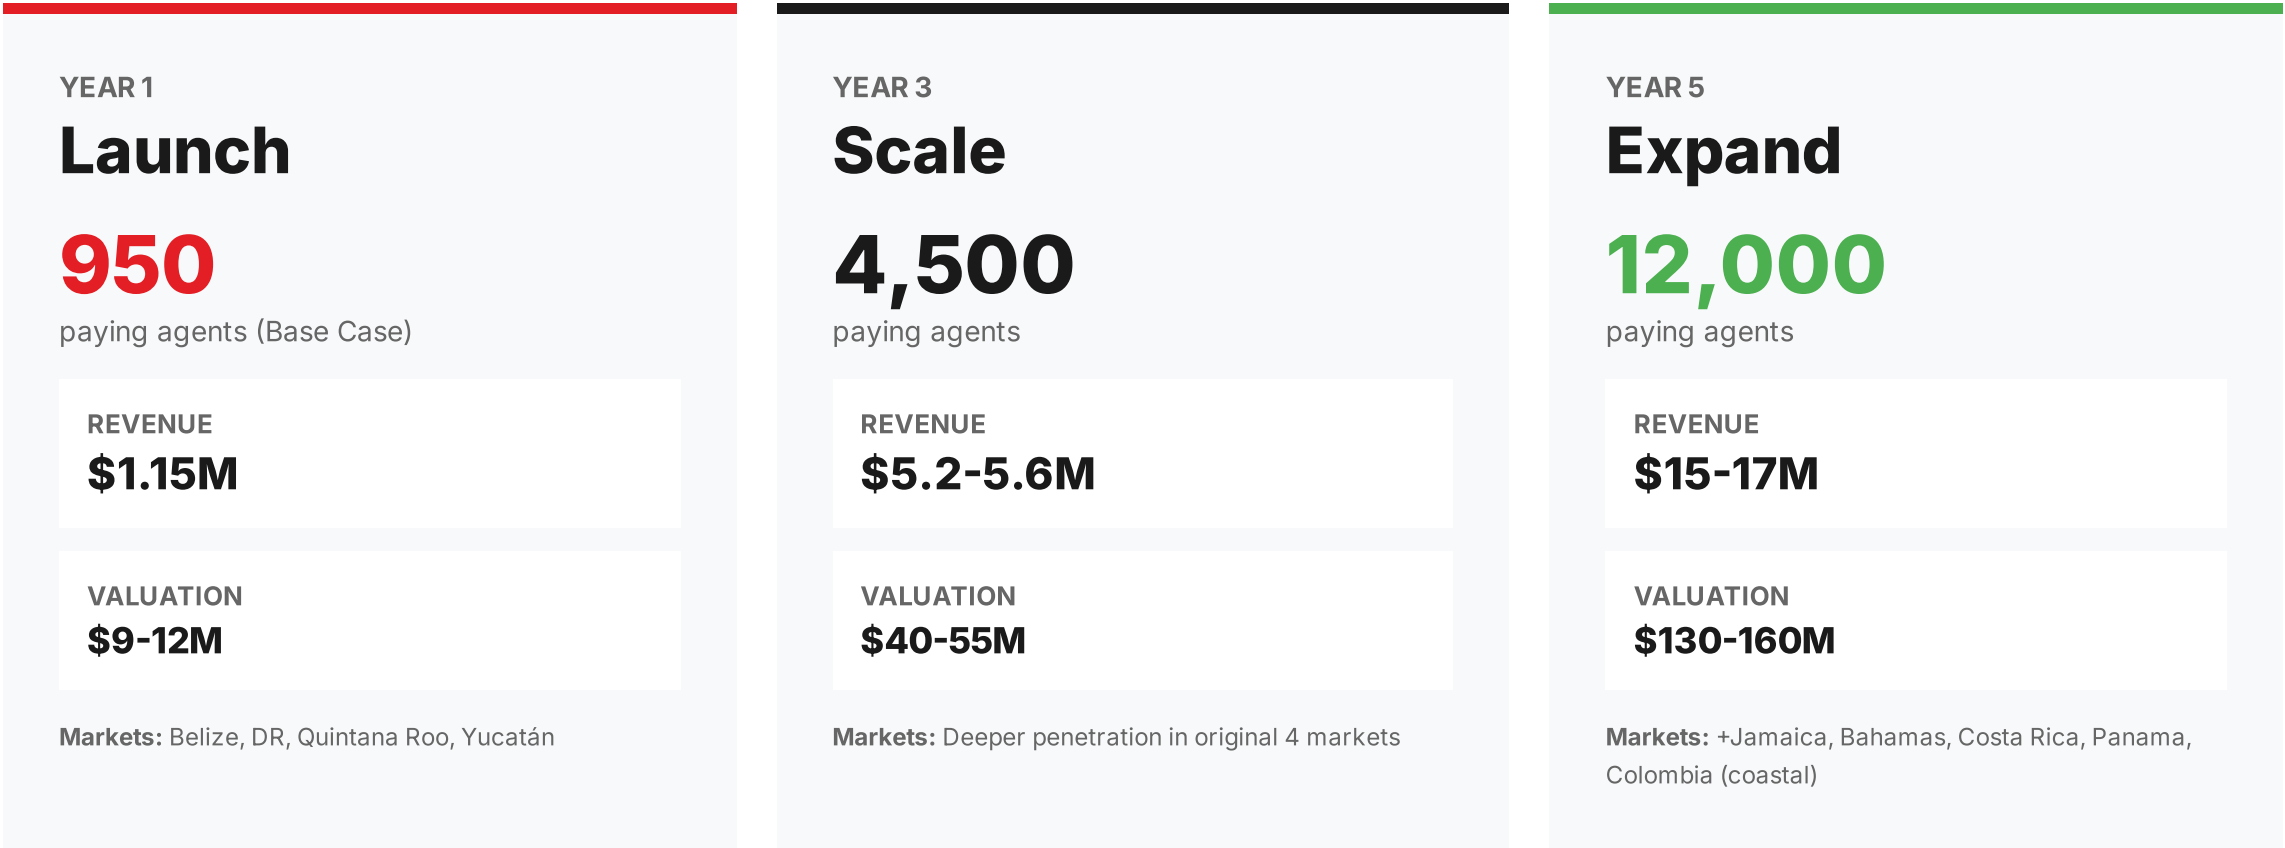 YEAR 1
Launch
950
paying agents (Base Case)
REVENUE
$1.15M
VALUATION
$9-12M
Markets: Belize, DR, Quintana Roo, Yucatán
YEAR 3
Scale
4,500
paying agents
REVENUE
$5.2-5.6M
VALUATION
$40-55M
Markets: Deeper penetration in original 4 markets
YEAR 5
Expand
12,000
paying agents
REVENUE
$15-17M
VALUATION
$130-160M
Markets: +Jamaica, Bahamas, Costa Rica, Panama,
Colombia (coastal)